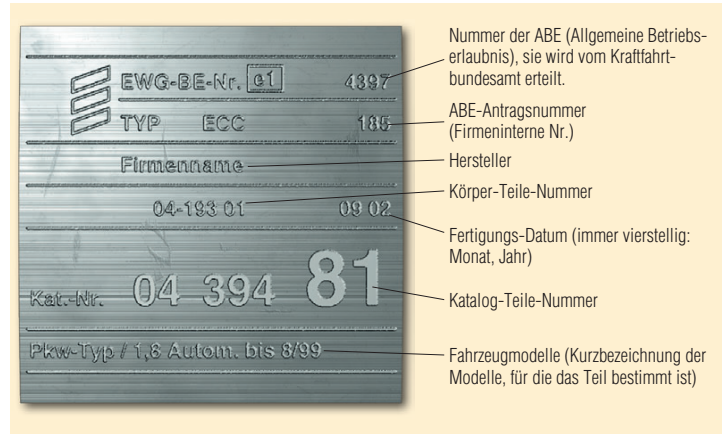 EWG-BE-Nr. e1 4397
TYP ECC 185
Firmenname
04-193 01 09 02
Kat.-Nr. 04 394 81
Pkw-Typ / 1,8 Autom. bis 8/99
Nummer der ABE (Allgemeine Betriebs-
erlaubnis), sie wird vom Kraftfahrt-
bundesamt erteilt.
ABE-Antragsnummer
(Firmeninterne Nr.)
Hersteller
Körper-Teile-Nummer
Fertigungs-Datum (immer vierstellig:
Monat, Jahr)
Katalog-Teile-Nummer
Fahrzeugmodelle (Kurzbezeichnung der
Modelle, für die das Teil bestimmt ist)